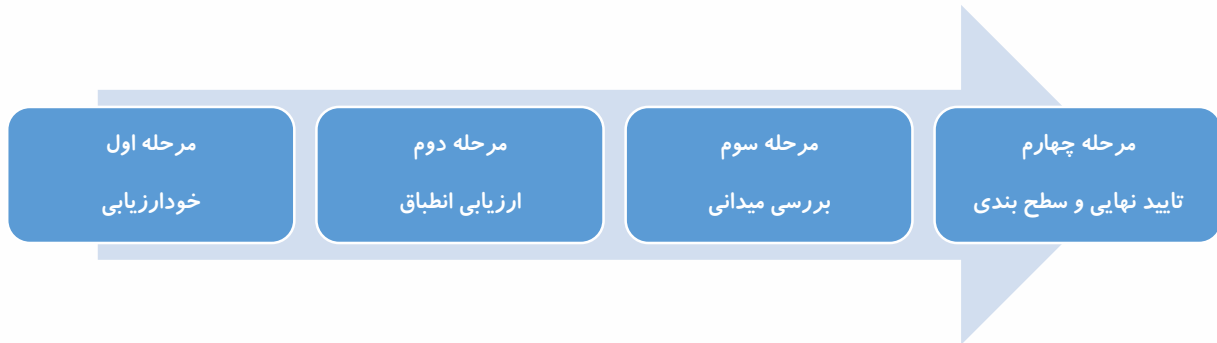 مرحله اول
خودارزیابی
مرحله دوم
ارزیابی انطباق
مرحله سوم
بررسی میدانی
مرحله چهارم
تایید نهایی و سطح بندی